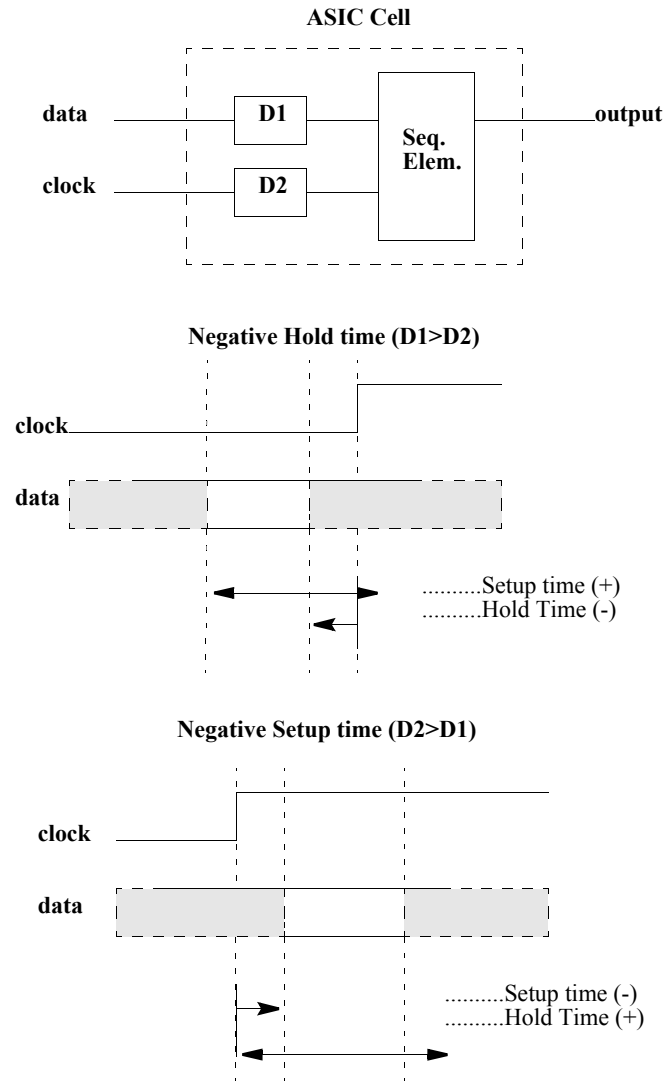 ASIC Cell
data
D1
Seq.
Elem.
output
clock
D2
Negative Hold time (D1>D2)
clock
data
..........Setup time (+)
..........Hold Time (-)
Negative Setup time (D2>D1)
clock
data
..........Setup time (-)
..........Hold Time (+)